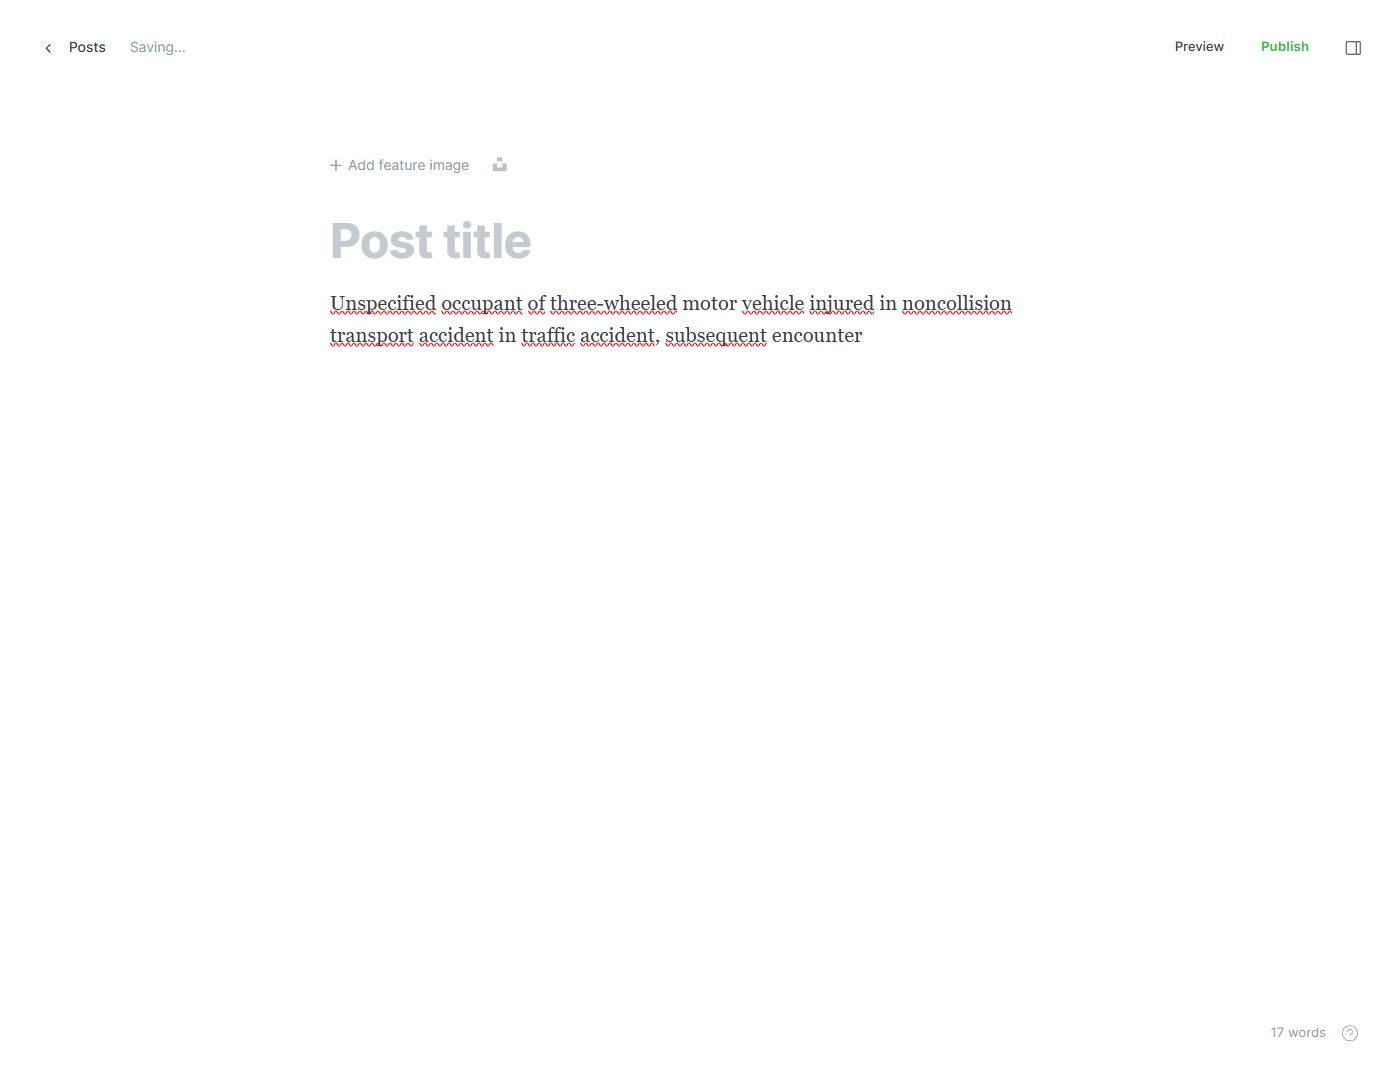 Posts Saving...
Preview Publish
Add feature image
Post title
Unspecified occupant of three-wheeled motor vehicle injured in noncollision
transport accident in traffic accident, subsequent encounter
17 words